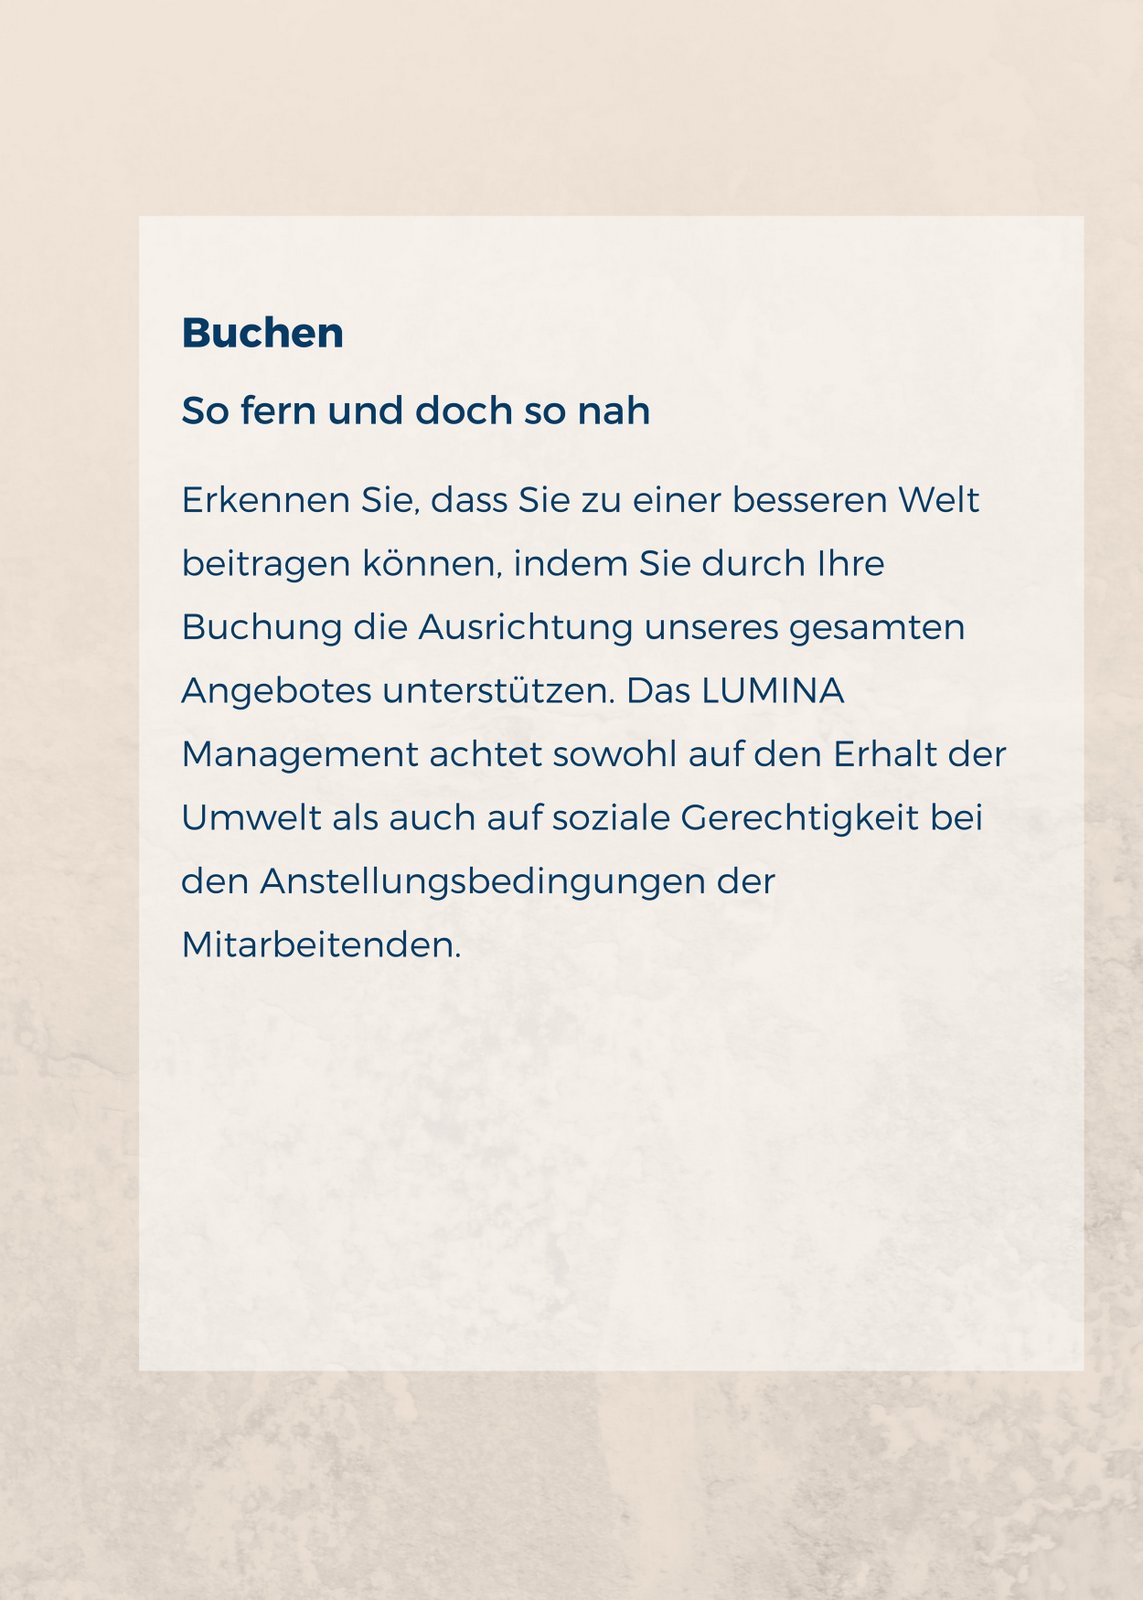 Buchen
So fern und doch so nah
Erkennen Sie, dass Sie zu einer besseren Welt
beitragen können, indem Sie durch Ihre
Buchung die Ausrichtung unseres gesamten
Angebotes unterstützen. Das LUMINA
Management achtet sowohl auf den Erhalt der
Umwelt als auch auf soziale Gerechtigkeit bei
den Anstellungsbedingungen der
Mitarbeitenden.